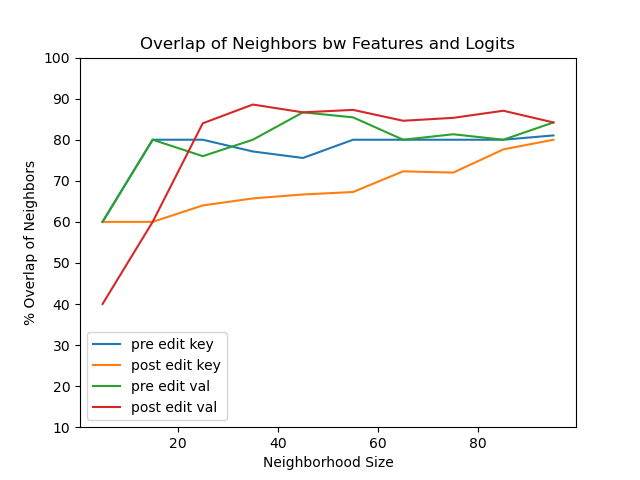 Overlap of Neighbors bw Features and Logits
% Overlap of Neighbors
100
90
80
70
60
50
40
30
20
10
pre edit key
post edit key
pre edit val
post edit val
20 40 60 80
Neighborhood Size